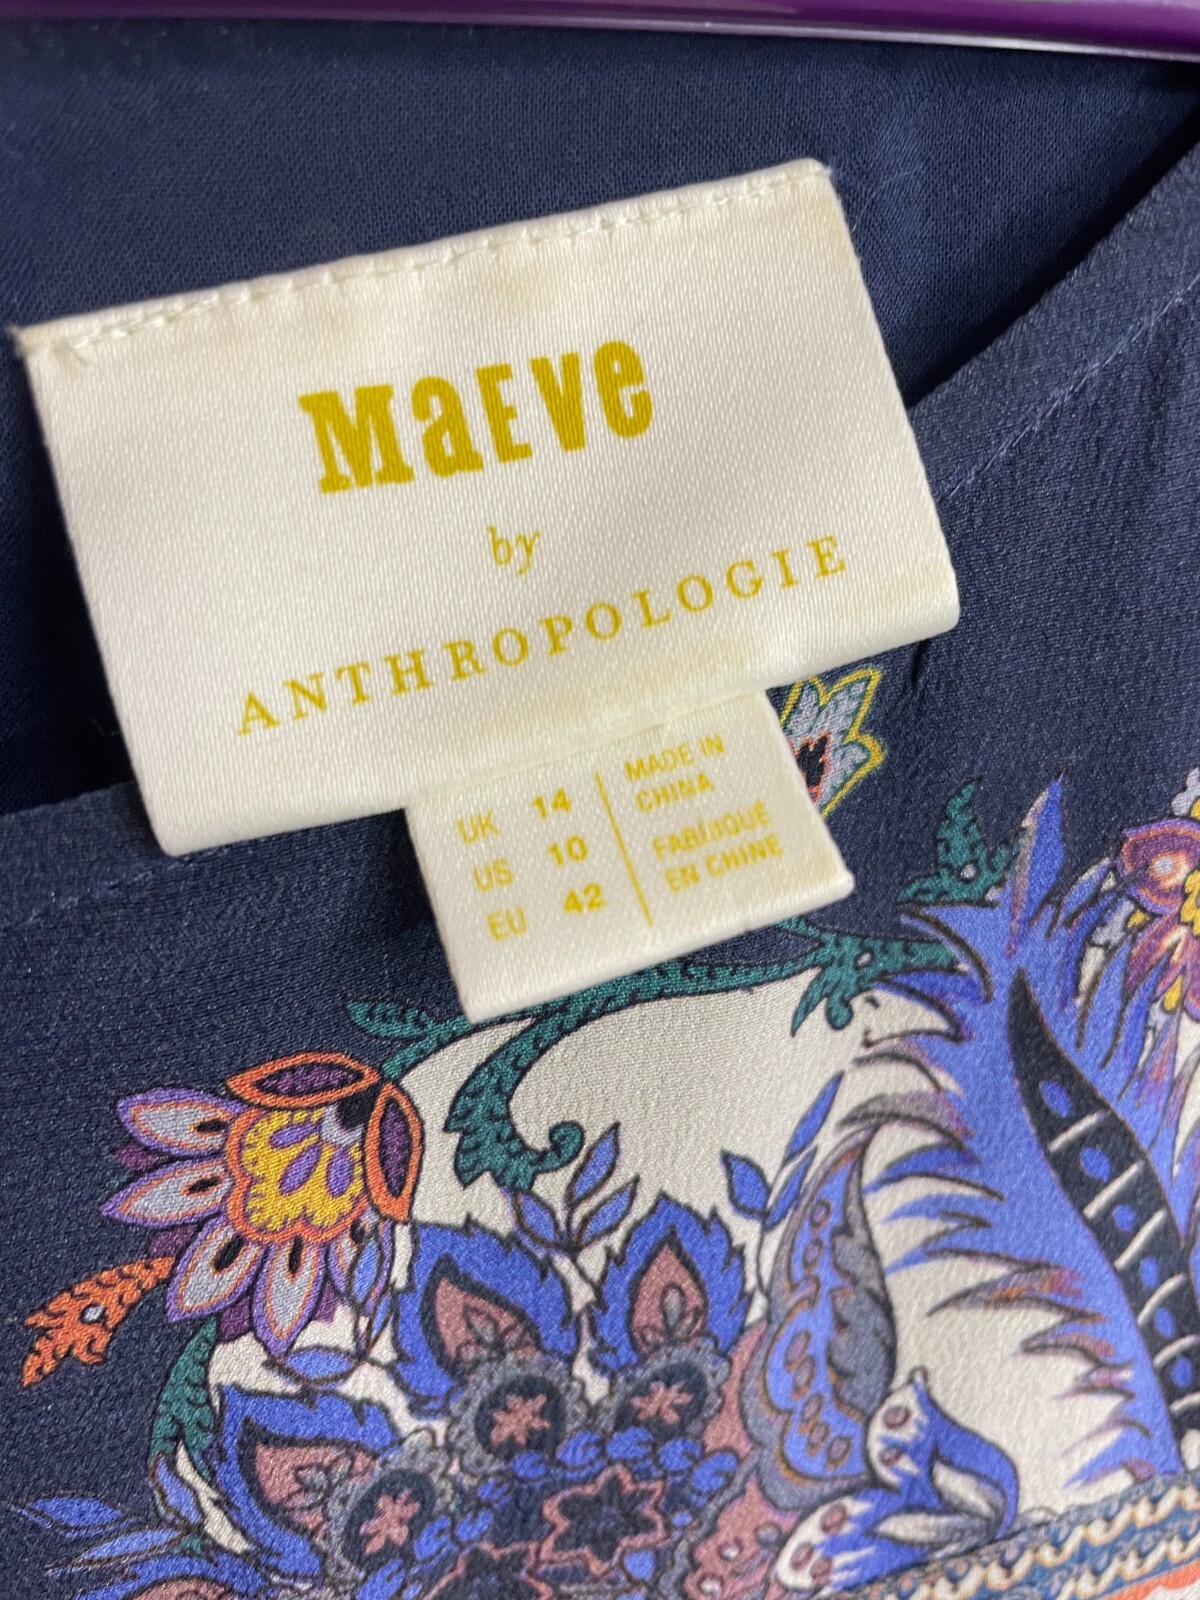 MaEVe
by
ANTHROPOLOGIE
UK 14
US 10
EU 42
MADE IN
CHINA
FABRIQUÉ
EN CHINE